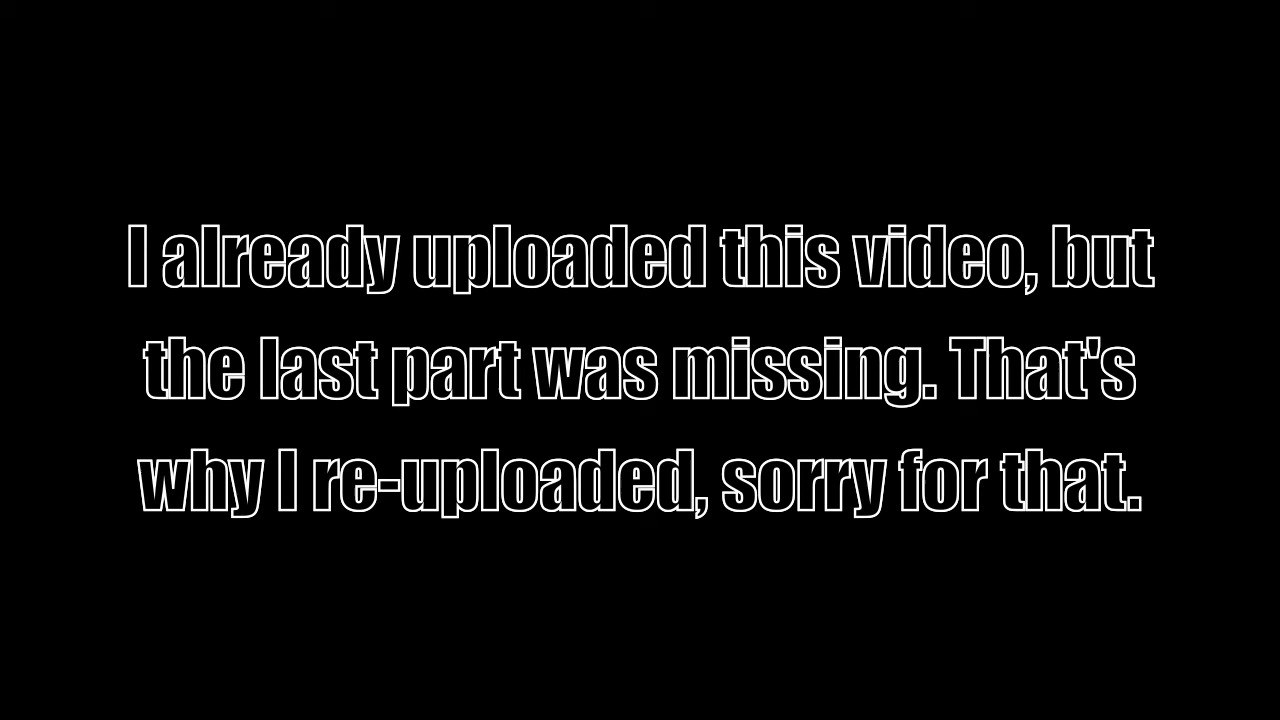 I already uploaded this video, but
the last part was missing. That's
why I re-uploaded, sorry for that.